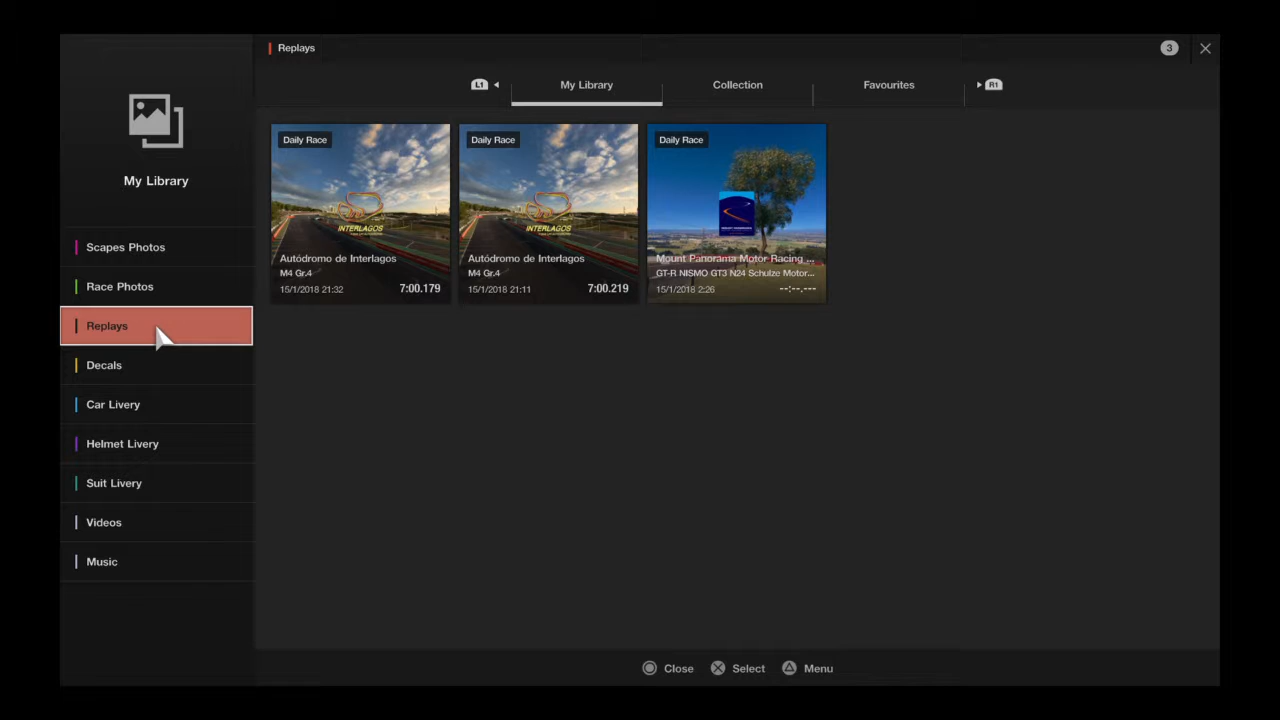 My Library
Scapes Photos
Race Photos
Replays
Decals
Car Livery
Helmet Livery
Suit Livery
Videos
Music
Replays
3
L1
My Library
Collection
Favourites
R1
Daily Race
INTERLAGOS
Autódromo de Interlagos
M4 Gr.4
15/1/2018 21:32 7:00.179
Daily Race
INTERLAGOS
Autódromo de Interlagos
M4 Gr.4
15/1/2018 21:11 7:00.219
Daily Race
MOUNT PANORAMA
Mount Panorama Motor Racing ...
GT-R NISMO GT3 N24 Schulze Motor...
15/1/2018 2:26 --:--.---
Close
Select
Menu